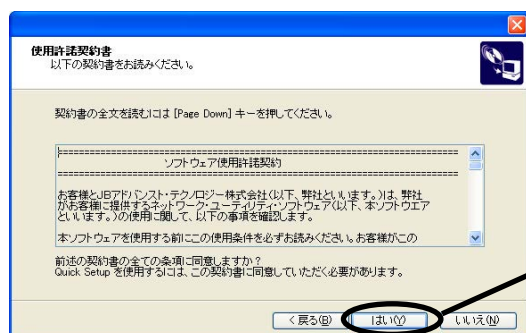 使用許諾契約書
以下の契約書をお読みください。
契約書の全文を読むには [Page Down] キーを押してください。
============================================================
ソフトウェア使用許諾契約
============================================================
お客様とJBアドバンスト・テクノロジー株式会社(以下、弊社といいます。)は、弊社
がお客様に提供するネットワーク・ユーティリティ・ソフトウェア(以下、本ソフトウエア
といいます。)の使用に関して、以下の事項を確認します。
本ソフトウェアを使用する前にこの使用条件を必ずお読みください。お客様がこの
前述の契約書の全ての条項に同意しますか?
Quick Setup を使用するには、この契約書に同意していただく必要があります。
< 戻る(B)
はい(Y)
いいえ(N)